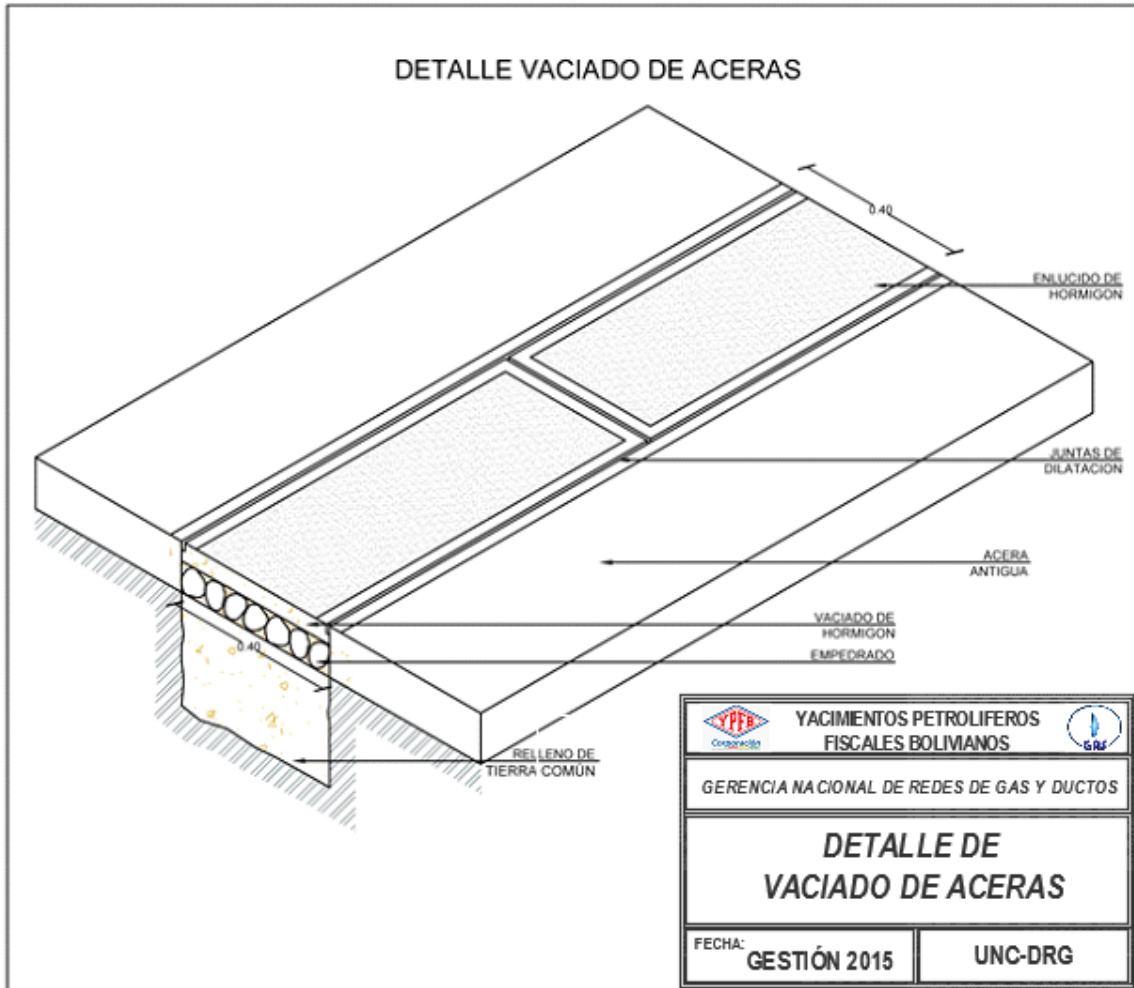 DETALLE VACIADO DE ACERAS
0.40
ENLUCIDO DE
HORMIGON
JUNTAS DE
DILATACION
ACERA
ANTIGUA
VACIADO DE
HORMIGON
EMPEDRADO
0.40
RELLENO DE
TIERRA COMÚN
YPFB
Corporación
YACIMIENTOS PETROLIFEROS
FISCALES BOLIVIANOS
GAS
GERENCIA NACIONAL DE REDES DE GAS Y DUCTOS
DETALLE DE
VACIADO DE ACERAS
FECHA:
GESTIÓN 2015
UNC-DRG